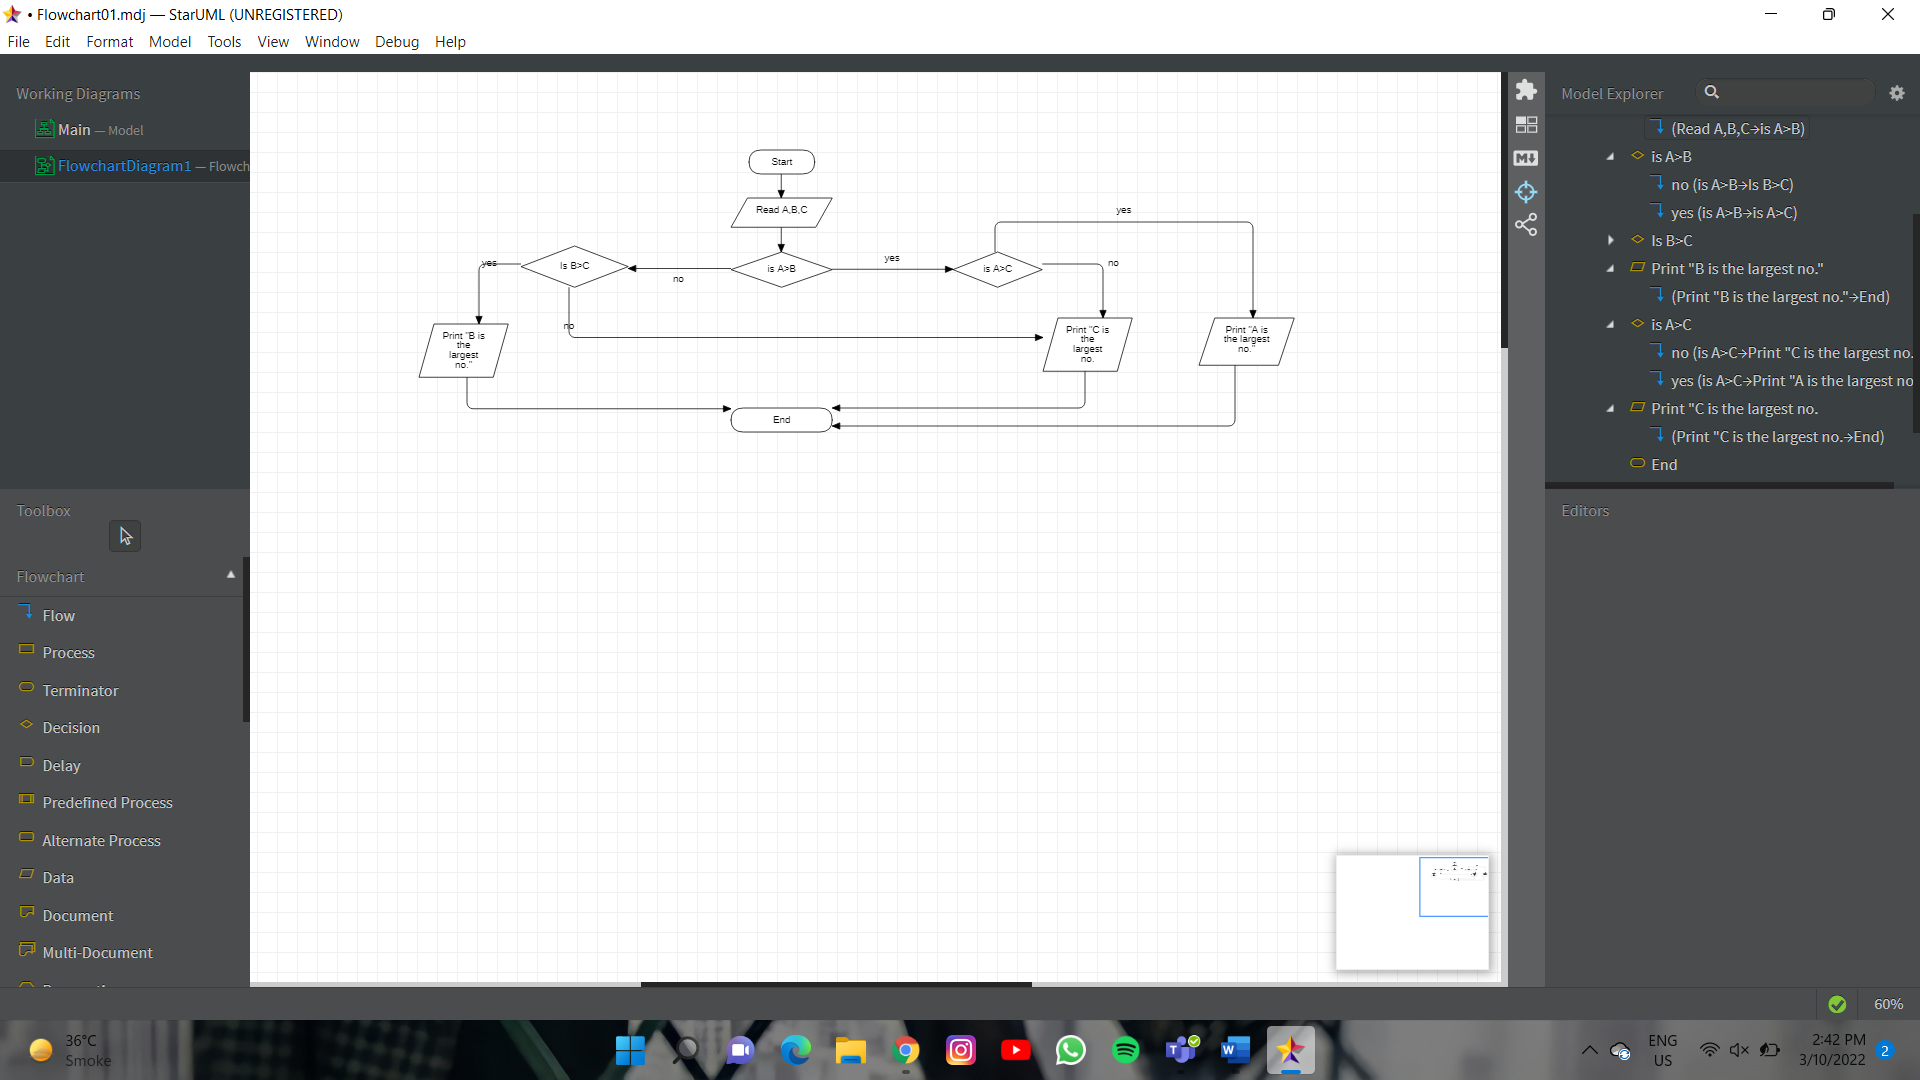 • Flowchart01.mdj — StarUML (UNREGISTERED)
File Edit Format Model Tools View Window Debug Help
Working Diagrams
Main — Model
FlowchartDiagram1 — Flowch
Toolbox
Flowchart
Flow
Process
Terminator
Decision
Delay
Predefined Process
Alternate Process
Data
Document
Multi-Document
Start
Read A,B,C
yes
yes
Is B>C
no
is A>B
yes
is A>C
no
no
Print "B is
the
largest
no."
Print "C is
the
largest
no.
Print "A is
the largest
no."
End
Model Explorer
(Read A,B,C→is A>B)
is A>B
no (is A>B→Is B>C)
yes (is A>B→is A>C)
Is B>C
Print "B is the largest no."
(Print "B is the largest no."→End)
is A>C
no (is A>C→Print "C is the largest no.
yes (is A>C→Print "A is the largest no
Print "C is the largest no.
(Print "C is the largest no.→End)
End
Editors
60%
36°C
Smoke
ENG
US
2:42 PM
3/10/2022
2